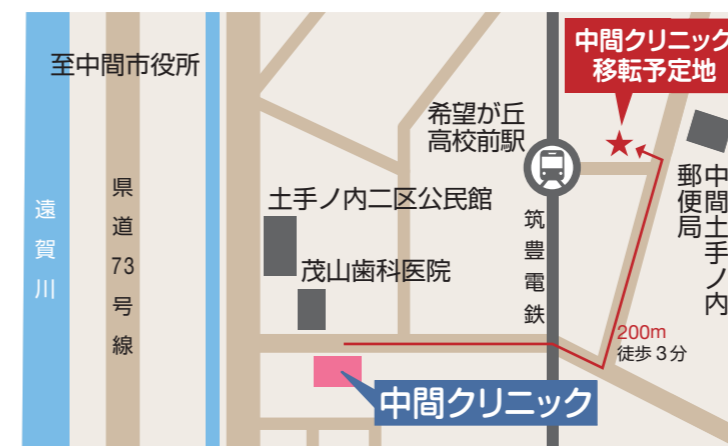 至中間市役所
中間クリニック
移転予定地
希望が丘
高校前駅
遠賀川
県道73号線
土手ノ内二区公民館
茂山歯科医院
筑豊電鉄
中間土手ノ内
郵便局
200m
徒歩3分
中間クリニック